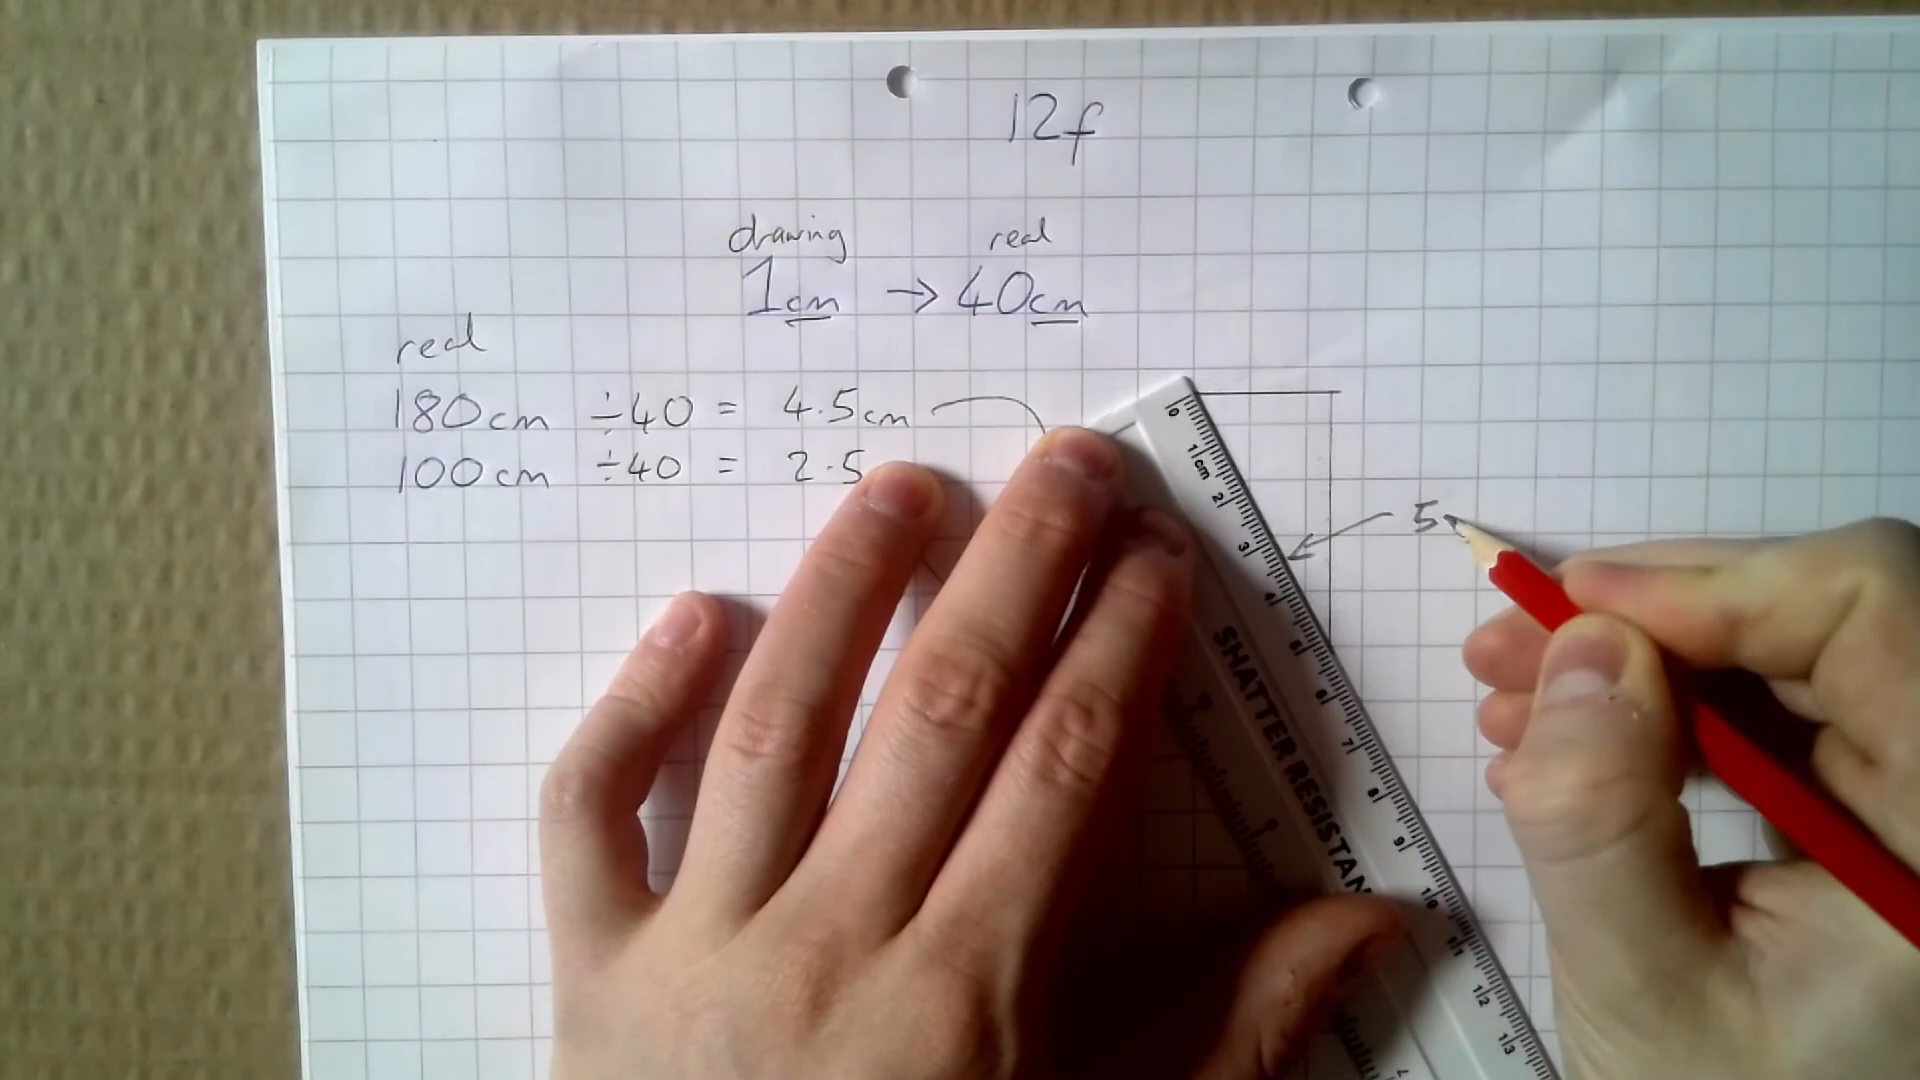 12f
drawing real
1cm → 40cm
real
180cm ÷40 = 4.5cm
100cm ÷40 = 2.5
5
0 1cm 2 3 4 5 6 7 8 9 10 11 12 13
SHATTER RESISTAN